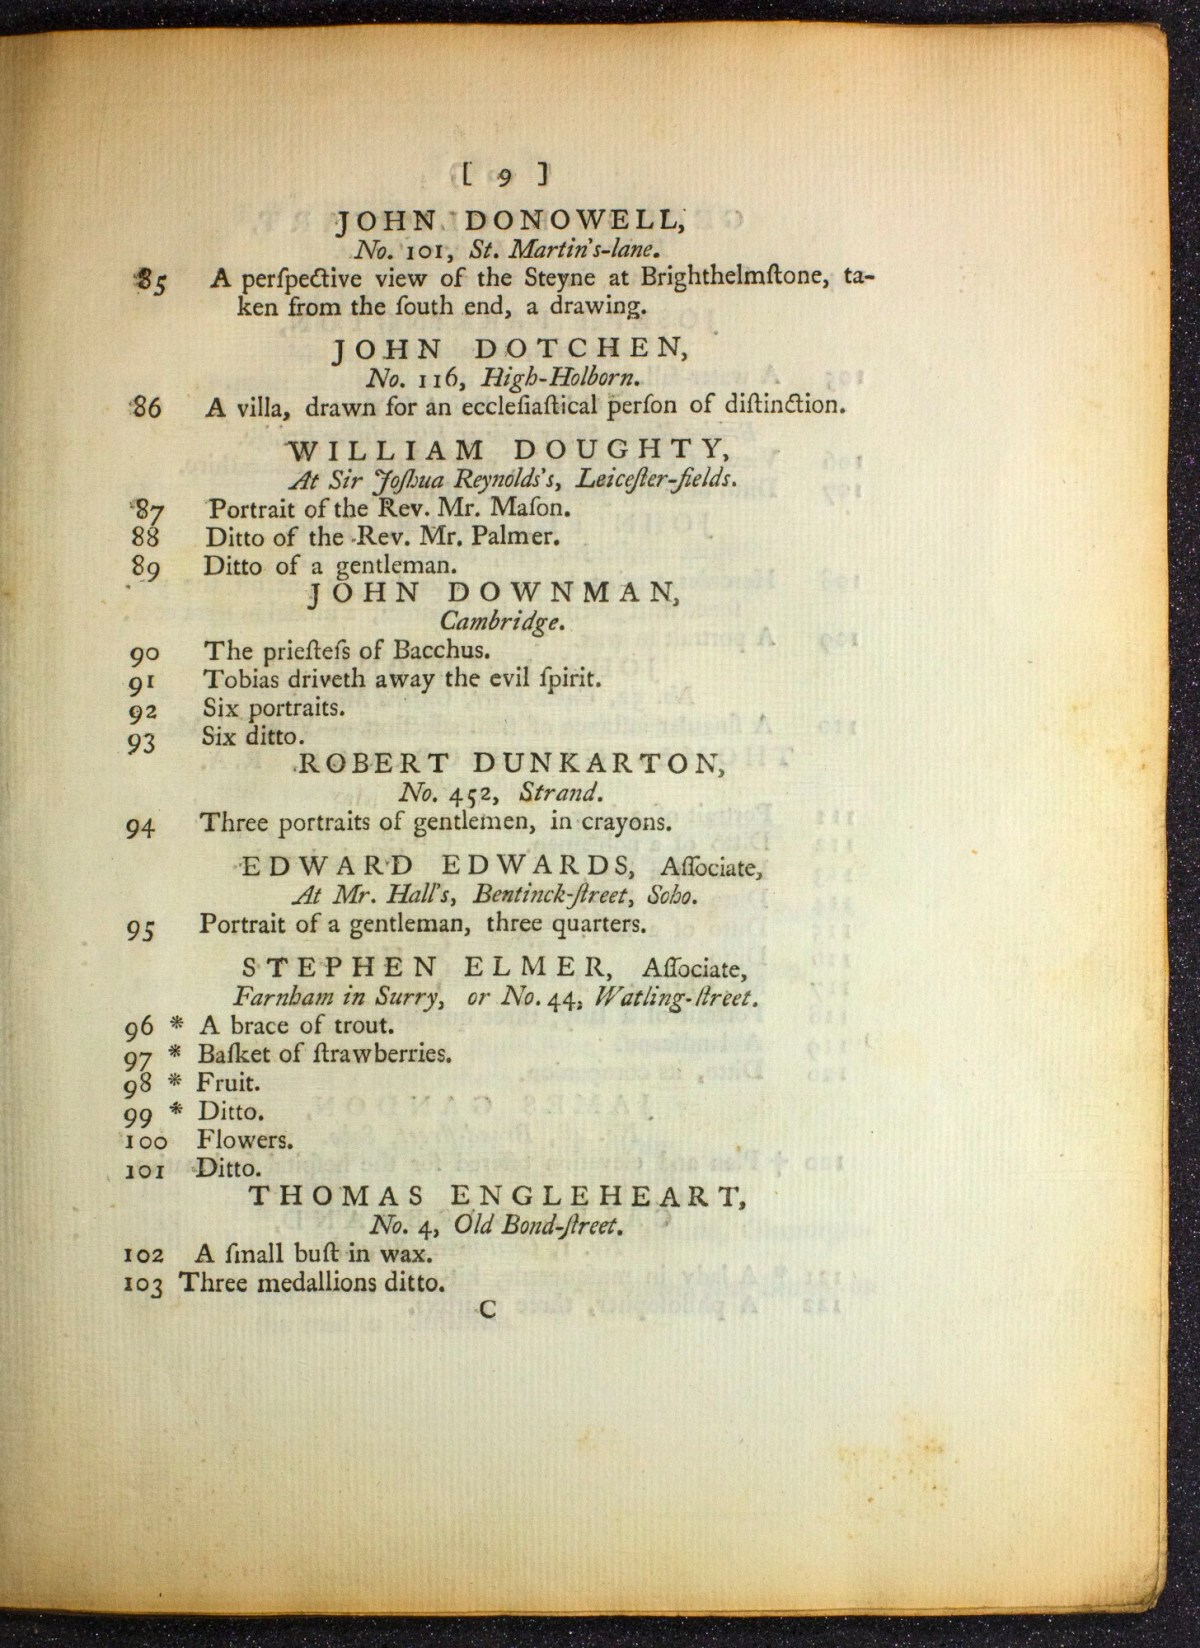 [ 9 ]
JOHN DONOWELL,
No. 101, St. Martin's-lane.
85 A perſpective view of the Steyne at Brighthelmſtone, ta-
ken from the ſouth end, a drawing.
JOHN DOTCHEN,
No. 116, High-Holborn.
86 A villa, drawn for an eccleſiaſtical perſon of diſtinction.
WILLIAM DOUGHTY,
At Sir Joſhua Reynolds's, Leiceſter-fields.
87 Portrait of the Rev. Mr. Maſon.
88 Ditto of the Rev. Mr. Palmer.
89 Ditto of a gentleman.
JOHN DOWNMAN,
Cambridge.
90 The prieſteſs of Bacchus.
91 Tobias driveth away the evil ſpirit.
92 Six portraits.
93 Six ditto.
ROBERT DUNKARTON,
No. 452, Strand.
94 Three portraits of gentlemen, in crayons.
EDWARD EDWARDS, Aſſociate,
At Mr. Hall's, Bentinck-ſtreet, Soho.
95 Portrait of a gentleman, three quarters.
STEPHEN ELMER, Aſſociate,
Farnham in Surry, or No. 44, Watling-ſtreet.
96 * A brace of trout.
97 * Baſket of ſtrawberries.
98 * Fruit.
99 * Ditto.
100 Flowers.
101 Ditto.
THOMAS ENGLEHEART,
No. 4, Old Bond-ſtreet.
102 A ſmall buſt in wax.
103 Three medallions ditto.
C